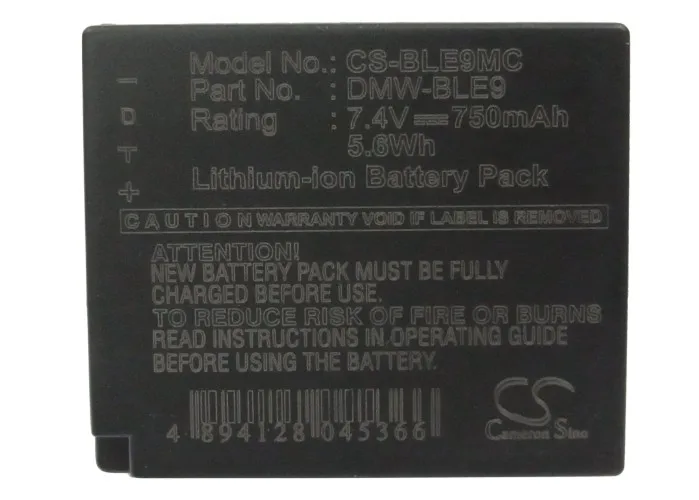 Model No.: CS-BLE9MC
Part No. : DMW-BLE9
Rating : 7.4V⎓750mAh
5.6Wh
Lithium-ion Battery Pack
− D T +
CAUTION WARRANTY VOID IF LABEL IS REMOVED
ATTENTION!
NEW BATTERY PACK MUST BE FULLY
CHARGED BEFORE USE.
TO REDUCE RISK OF FIRE OR BURNS
READ INSTRUCTIONS IN OPERATING GUIDE
BEFORE USING THE BATTERY.
4 894128 045366
CS
Cameron Sino